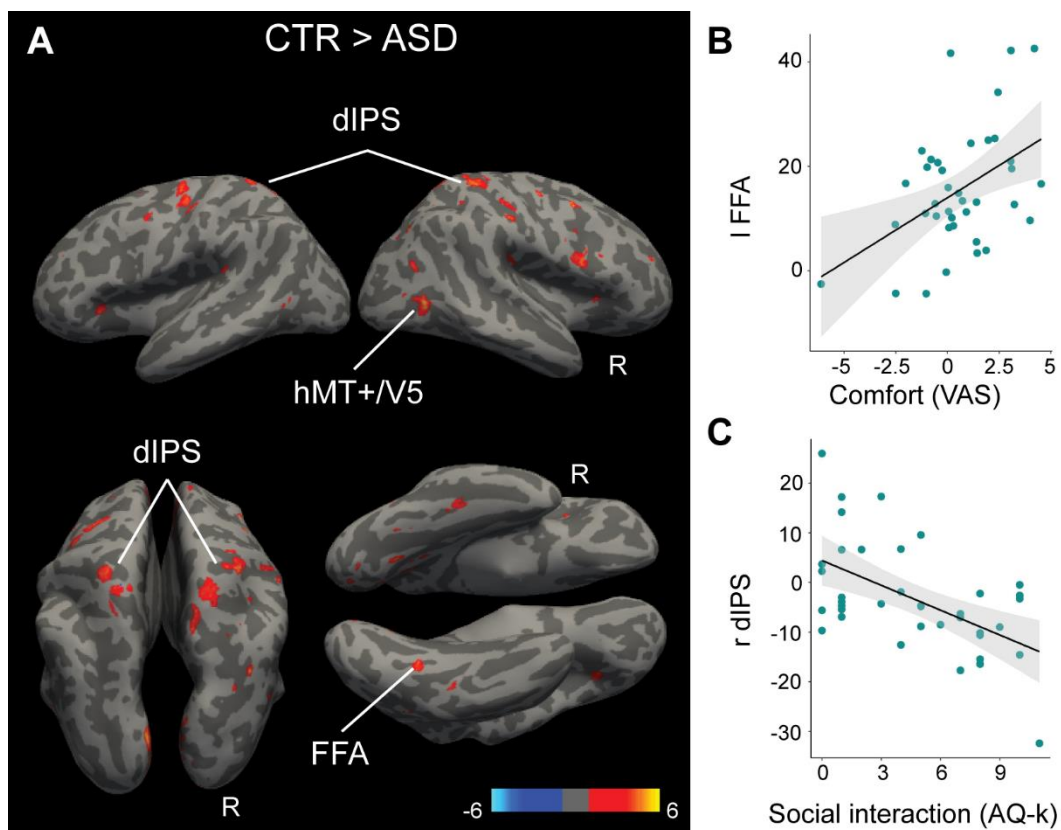 A
CTR > ASD
dIPS
hMT+/V5
R
dIPS
R
R
FFA
-6
6
B
l FFA
40
20
0
-5
-2.5
0
2.5
5
Comfort (VAS)
C
r dIPS
20
10
0
-10
-20
-30
0
3
6
9
Social interaction (AQ-k)